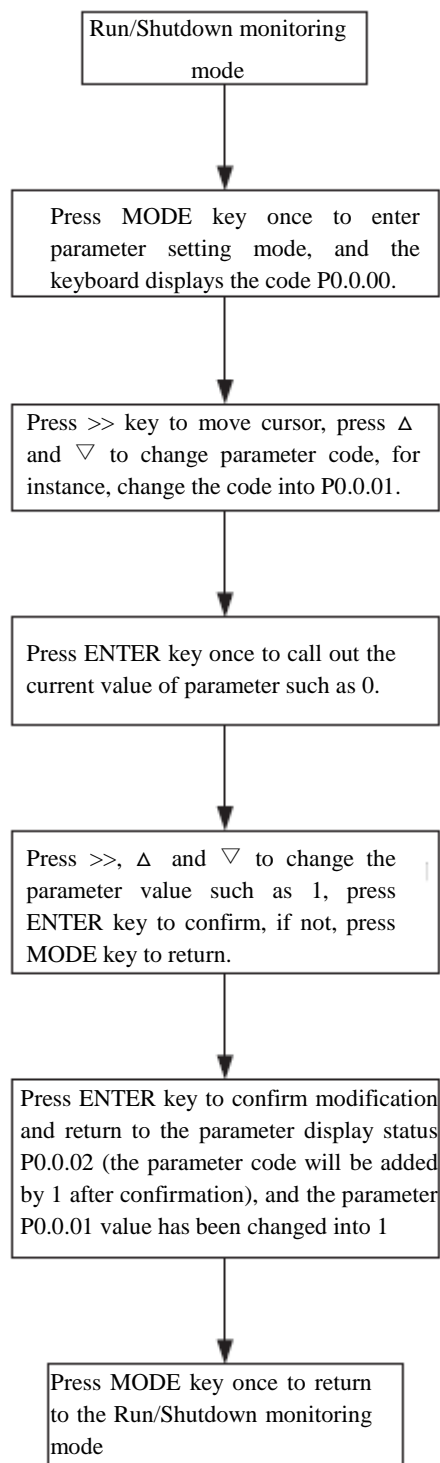 Run/Shutdown monitoring
mode
Press MODE key once to enter
parameter setting mode, and the
keyboard displays the code P0.0.00.
Press >> key to move cursor, press △
and ▽ to change parameter code, for
instance, change the code into P0.0.01.
Press ENTER key once to call out the
current value of parameter such as 0.
Press >>, △ and ▽ to change the
parameter value such as 1, press
ENTER key to confirm, if not, press
MODE key to return.
Press ENTER key to confirm modification
and return to the parameter display status
P0.0.02 (the parameter code will be added
by 1 after confirmation), and the parameter
P0.0.01 value has been changed into 1
Press MODE key once to return
to the Run/Shutdown monitoring
mode